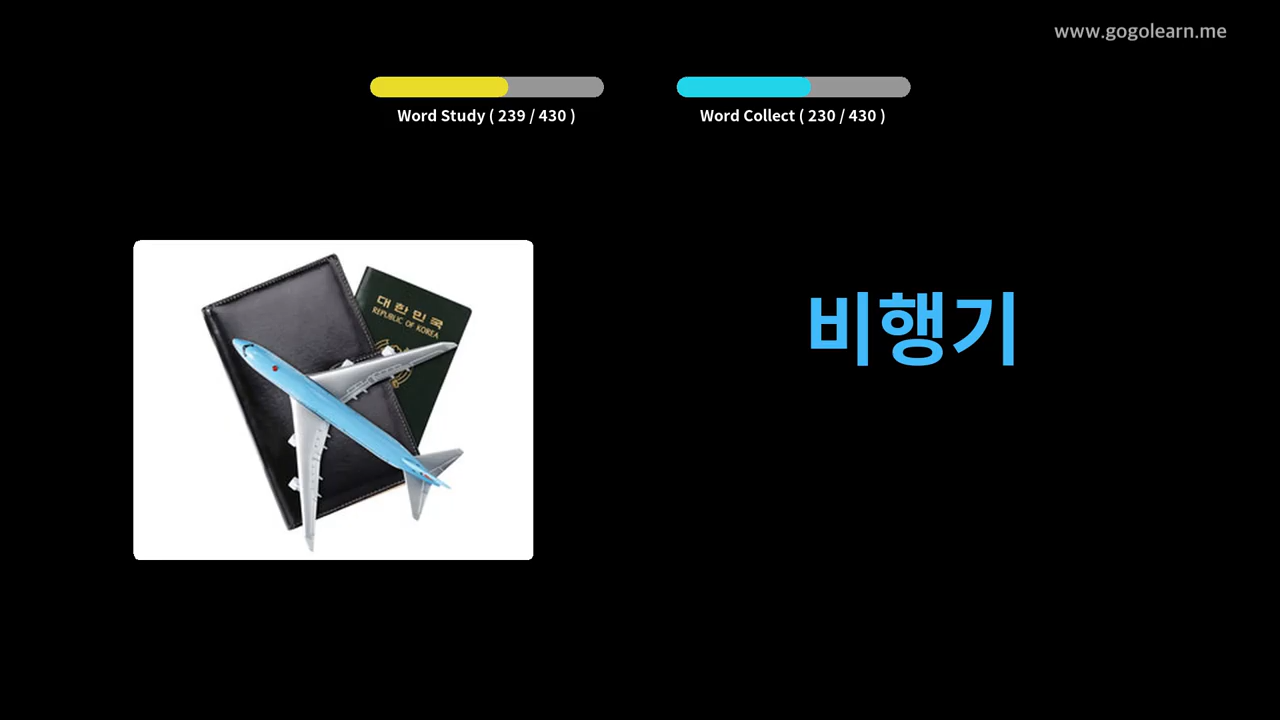 www.gogolearn.me
Word Study ( 239 / 430 )
Word Collect ( 230 / 430 )
대한민국
REPUBLIC OF KOREA
비행기